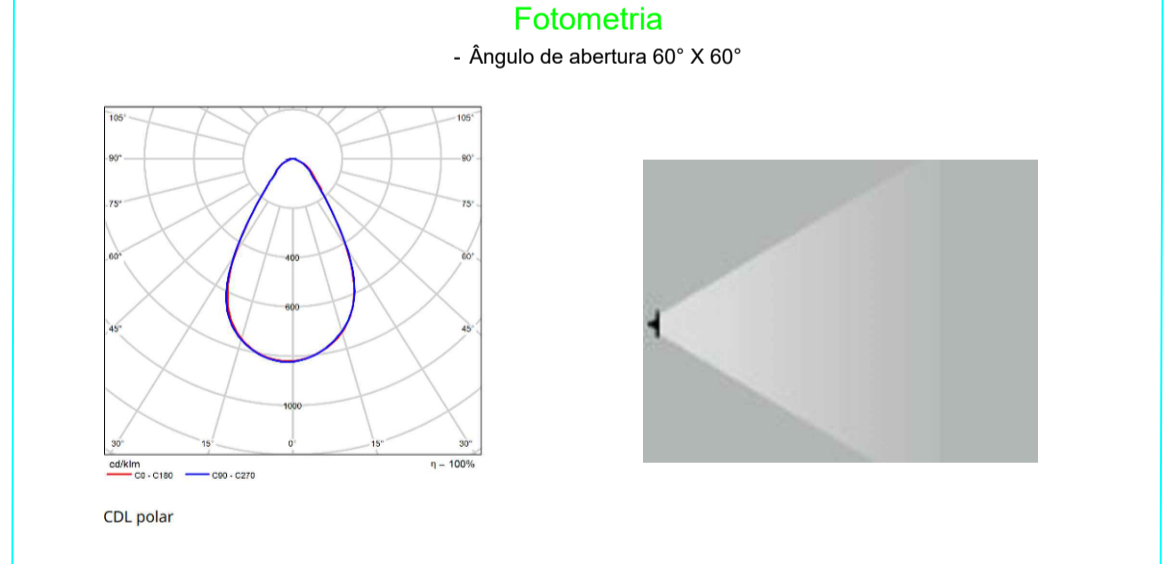 Fotometria
- Ângulo de abertura 60° X 60°
105° 105°
90° 90°
75° 75°
60° 60°
400
600
45° 45°
1000
30° 15° 0° 15° 30°
cd/klm η = 100%
C0 - C180 C90 - C270
CDL polar